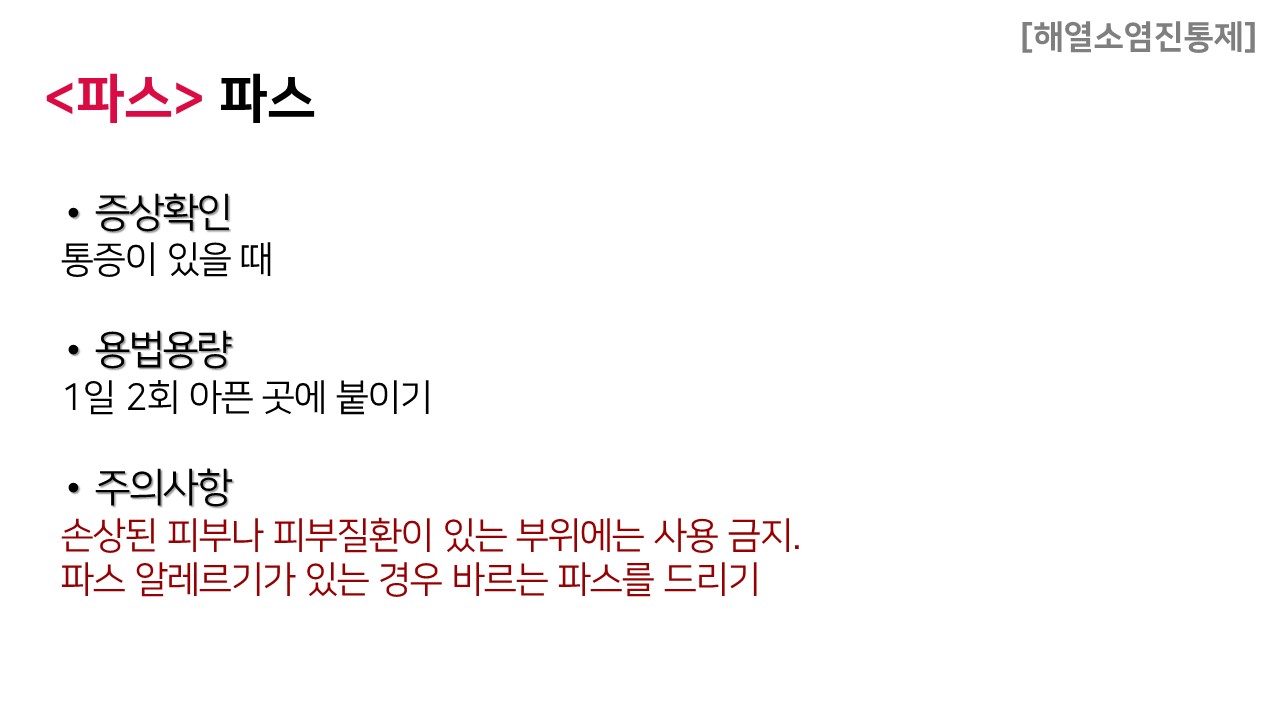 [해열소염진통제]
<파스> 파스
• 증상확인
통증이 있을 때
• 용법용량
1일 2회 아픈 곳에 붙이기
• 주의사항
손상된 피부나 피부질환이 있는 부위에는 사용 금지.
파스 알레르기가 있는 경우 바르는 파스를 드리기